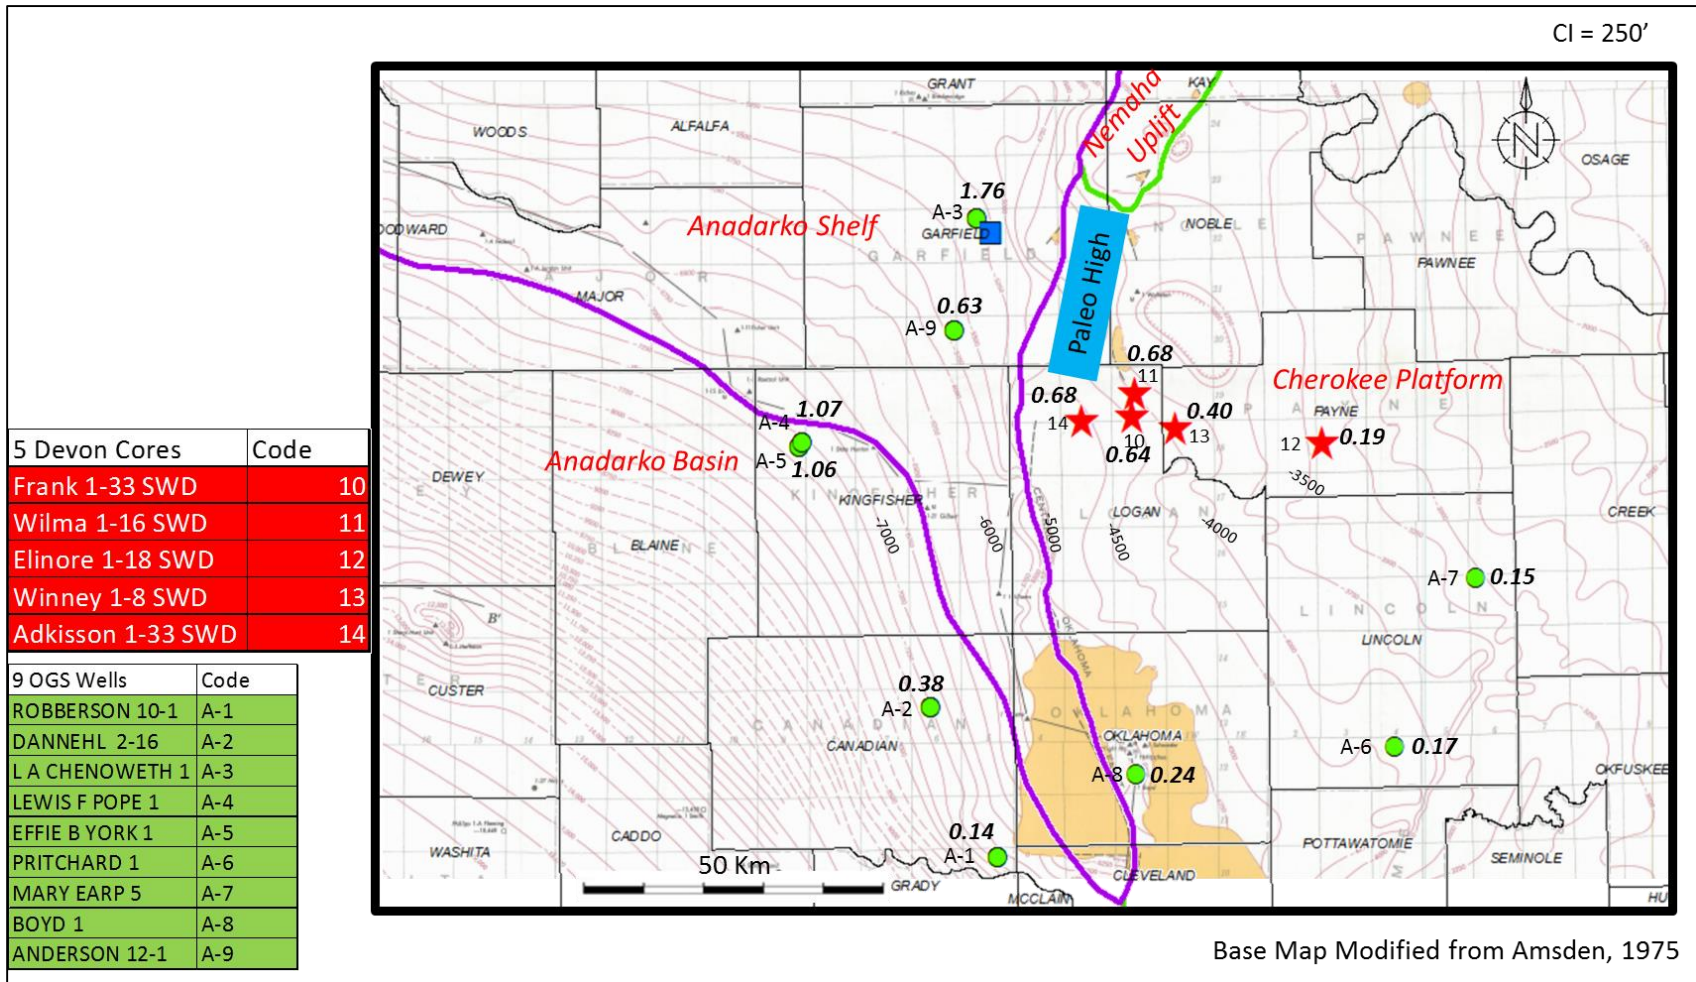 CI = 250’
GRANT
KAY
WOODS
ALFALFA
Nemaha
Uplift
OSAGE
1.76
A-3
Anadarko Shelf
GARFIELD
NOBLE
N O B L E
OODWARD
G A R F I E L D
P A W N E E
PAWNEE
Paleo High
MAJOR
0.63
A-9
0.68
11
Cherokee Platform
0.68
14
10
0.64
0.40
13
PAYNE
P A Y N E
12
0.19
-3500
1.07
A-4
A-5
1.06
Anadarko Basin
DEWEY
KINGFISHER
K I N G F I S H E R
-7000
-6000
-5000
-4500
-4000
LOGAN
L O G A N
CREEK
BLAINE
B L A I N E
A-7
0.15
L I N C O L N
LINCOLN
B'
OKLAHOMA
CUSTER
0.38
A-2
C A N A D I A N
CANADIAN
O K L A H O M A
OKLAHOMA
A-8
0.24
A-6
0.17
OKFUSKEE
CADDO
WASHITA
0.14
A-1
50 Km
GRADY
MCCLAIN
CLEVELAND
POTTAWATOMIE
SEMINOLE
HU
5 Devon Cores Code
Frank 1-33 SWD 10
Wilma 1-16 SWD 11
Elinore 1-18 SWD 12
Winney 1-8 SWD 13
Adkisson 1-33 SWD 14
9 OGS Wells Code
ROBBERSON 10-1 A-1
DANNEHL 2-16 A-2
L A CHENOWETH 1 A-3
LEWIS F POPE 1 A-4
EFFIE B YORK 1 A-5
PRITCHARD 1 A-6
MARY EARP 5 A-7
BOYD 1 A-8
ANDERSON 12-1 A-9
Base Map Modified from Amsden, 1975